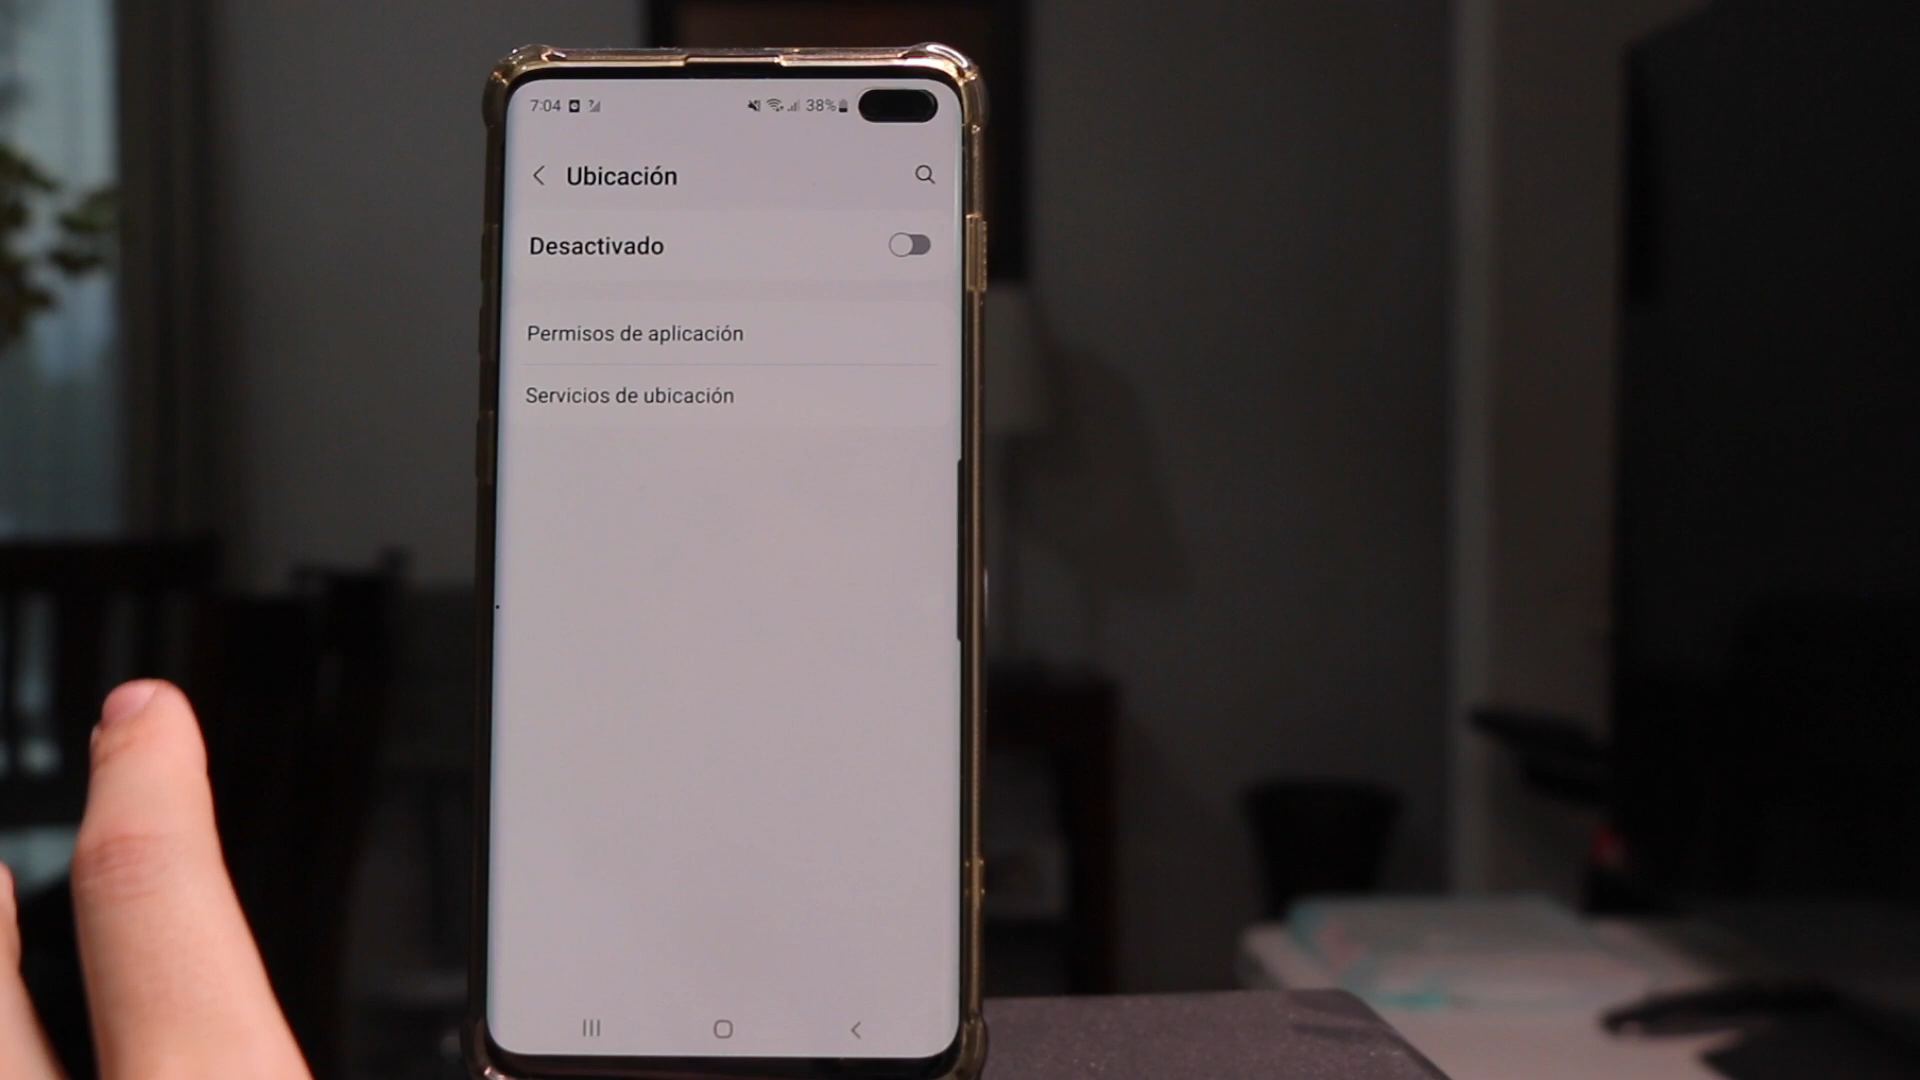 7:04 38%
Ubicación
Desactivado
Permisos de aplicación
Servicios de ubicación